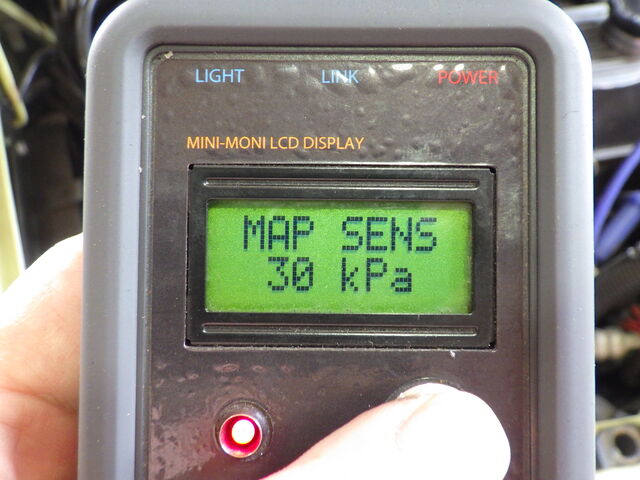 LIGHT LINK POWER
MINI-MONI LCD DISPLAY
MAP SENS
30 kPa